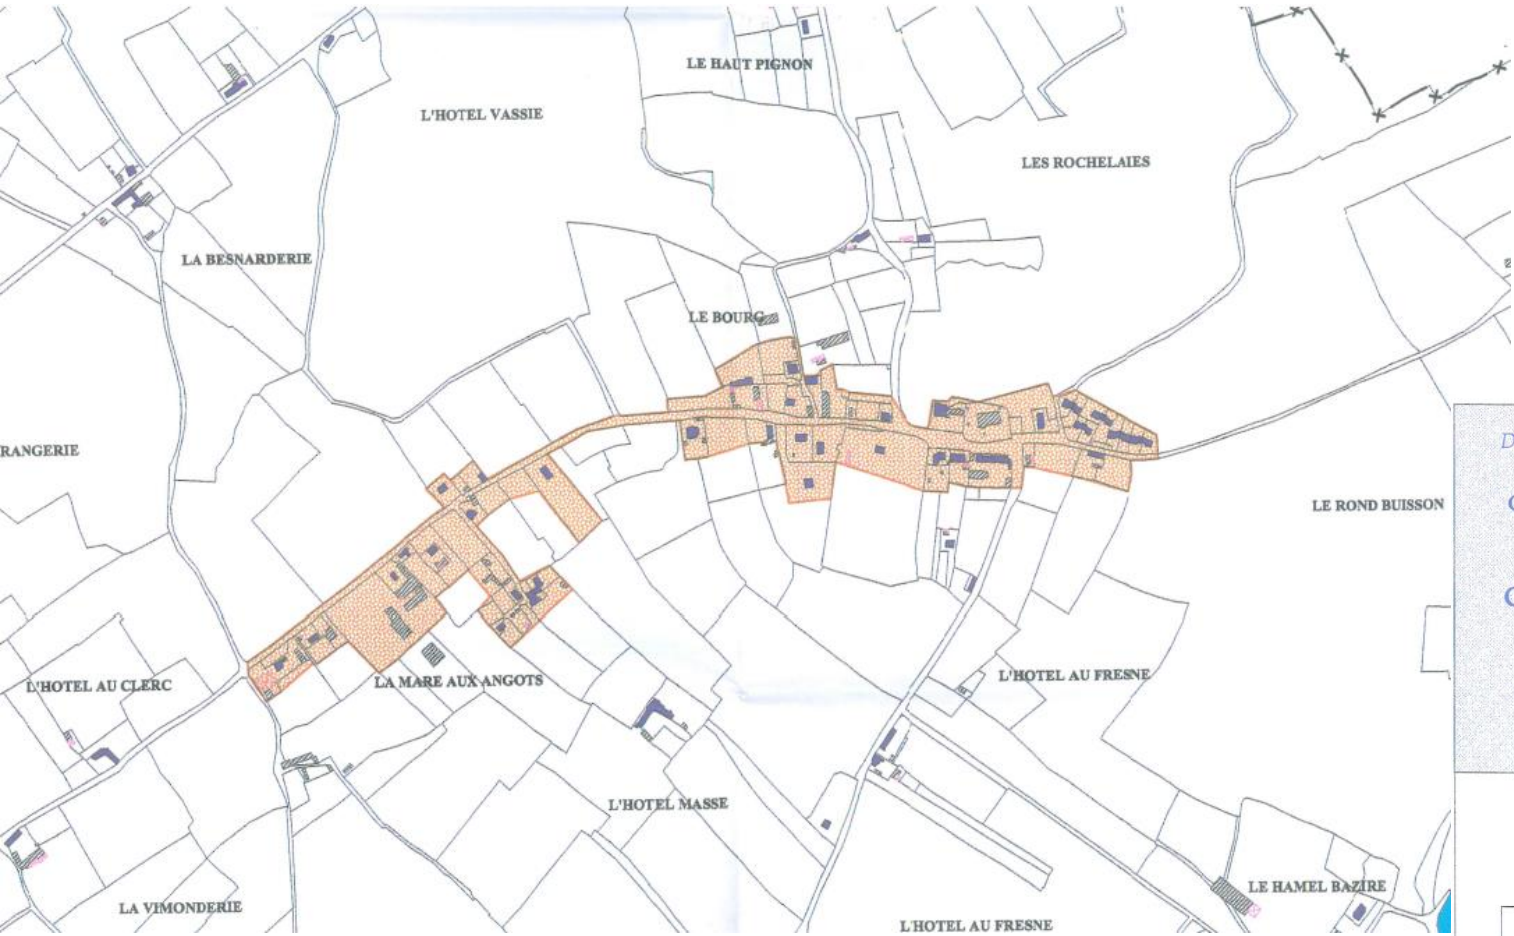 LE HAUT PIGNON
L'HOTEL VASSIE
LES ROCHELAIES
LA BESNARDERIE
LE BOURG
RANGERIE
D
LE ROND BUISSON
L'HOTEL AU CLERC
LA MARE AUX ANGOTS
L'HOTEL AU FRESNE
L'HOTEL MASSE
LE HAMEL BAZIRE
LA VIMONDERIE
L'HOTEL AU FRESNE